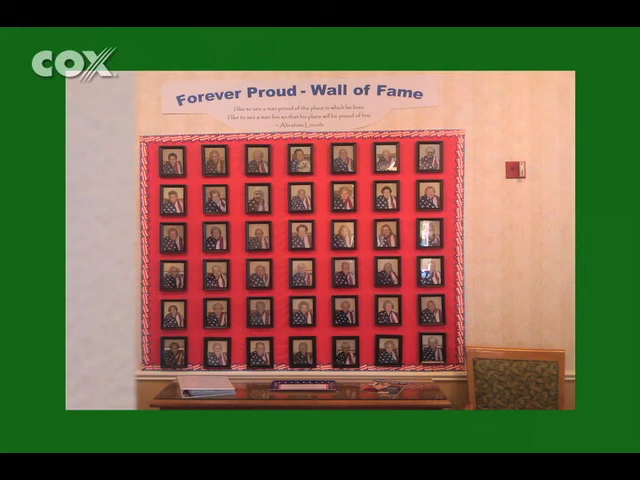 COX
Forever Proud - Wall of Fame
I like to see a man proud of the place in which he lives.
I like to see a man live so that his place will be proud of him.
~ Abraham Lincoln